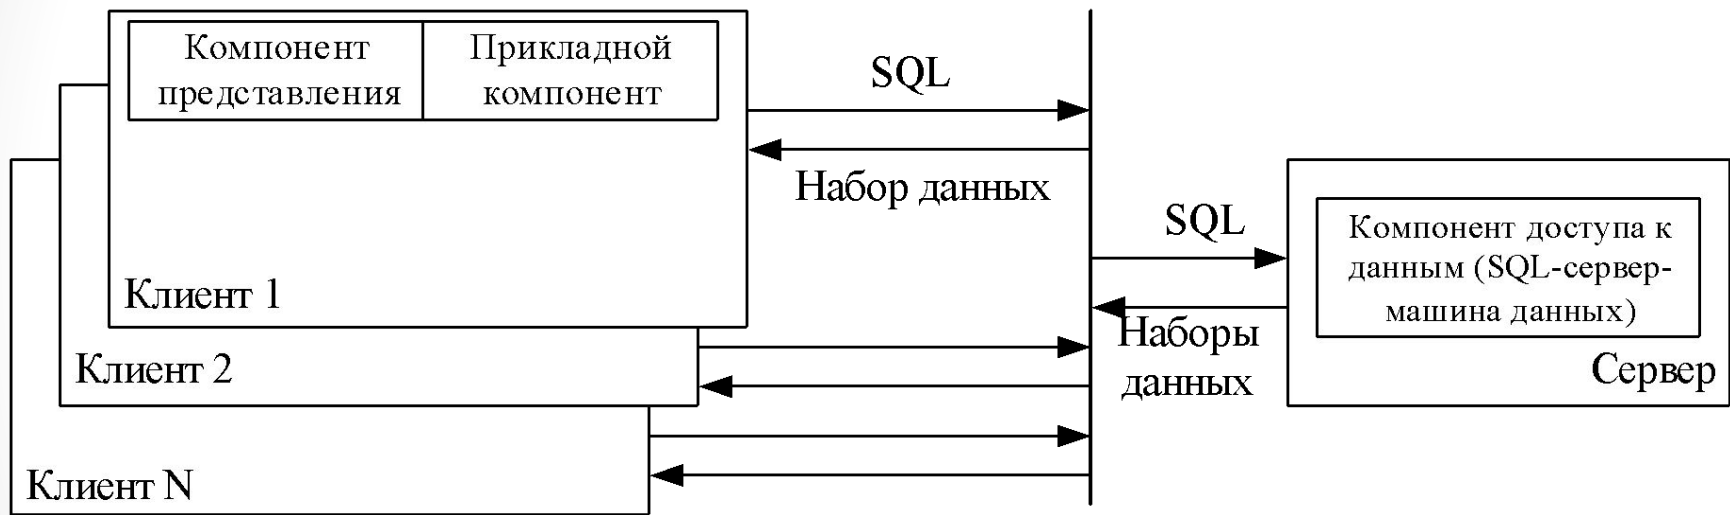 Компонент
представления
Прикладной
компонент
SQL
Набор данных
Клиент 1
SQL
Компонент доступа к
данным (SQL-сервер-
машина данных)
Наборы
данных
Сервер
Клиент 2
Клиент N